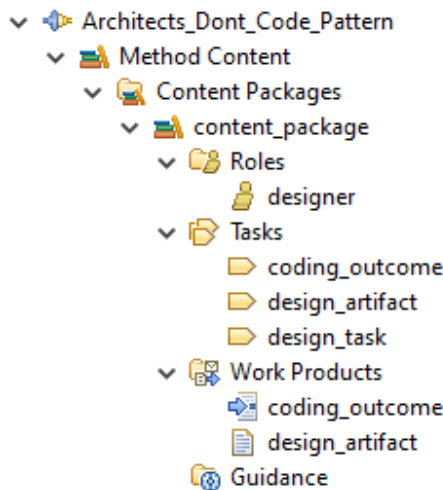 Architects_Dont_Code_Pattern
Method Content
Content Packages
content_package
Roles
designer
Tasks
coding_outcome
design_artifact
design_task
Work Products
coding_outcome
design_artifact
Guidance